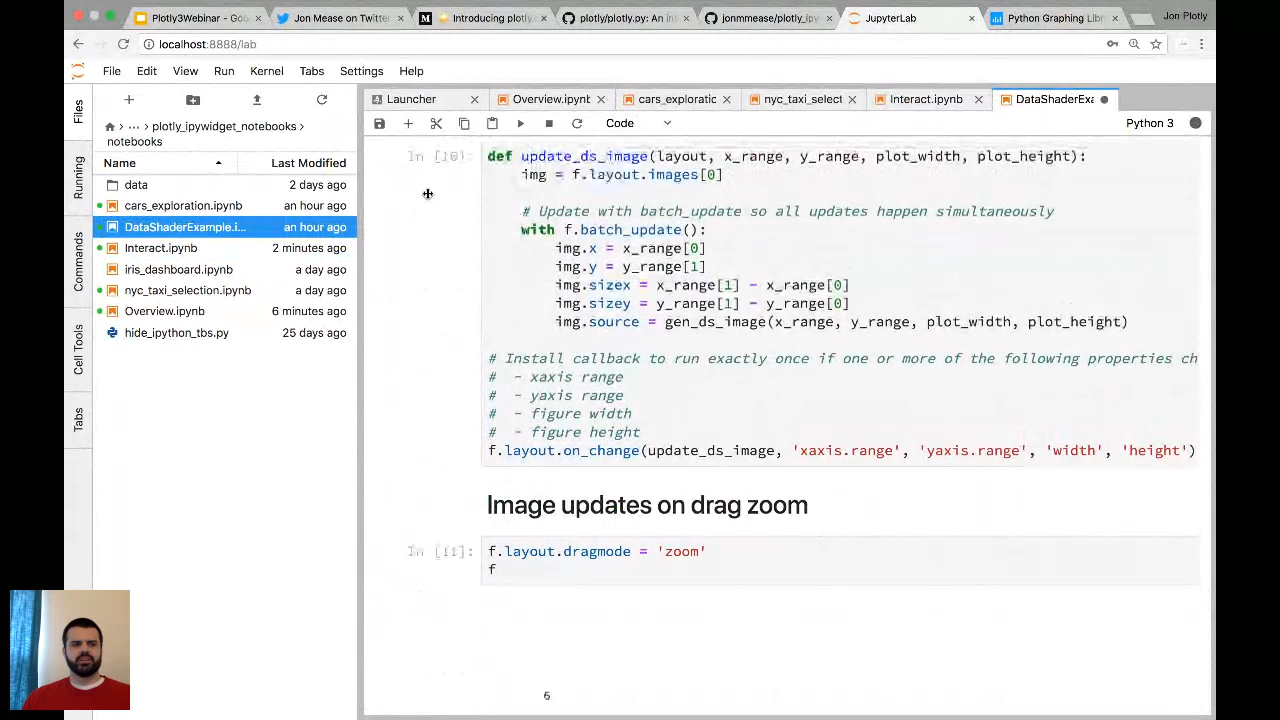 Plotly3Webinar - Goo
Jon Mease on Twitter
Introducing plotly.
plotly/plotly.py: An in
jonmmease/plotly_ipy
JupyterLab
Python Graphing Libr
Jon Plotly
localhost:8888/lab
File Edit View Run Kernel Tabs Settings Help
Launcher
Overview.ipynb
cars_exploratic
nyc_taxi_select
Interact.ipynb
DataShaderExa
Code
Python 3
Files
Running
Commands
Cell Tools
Tabs
... plotly_ipywidget_notebooks
notebooks
Name Last Modified
data 2 days ago
cars_exploration.ipynb an hour ago
DataShaderExample.i... an hour ago
Interact.ipynb 2 minutes ago
iris_dashboard.ipynb a day ago
nyc_taxi_selection.ipynb a day ago
Overview.ipynb 6 minutes ago
hide_ipython_tbs.py 25 days ago
In [10]:
def update_ds_image(layout, x_range, y_range, plot_width, plot_height):
img = f.layout.images[0]
# Update with batch_update so all updates happen simultaneously
with f.batch_update():
img.x = x_range[0]
img.y = y_range[1]
img.sizex = x_range[1] - x_range[0]
img.sizey = y_range[1] - y_range[0]
img.source = gen_ds_image(x_range, y_range, plot_width, plot_height)
# Install callback to run exactly once if one or more of the following properties ch
# - xaxis range
# - yaxis range
# - figure width
# - figure height
f.layout.on_change(update_ds_image, 'xaxis.range', 'yaxis.range', 'width', 'height')
Image updates on drag zoom
In [11]:
f.layout.dragmode = 'zoom'
f
6